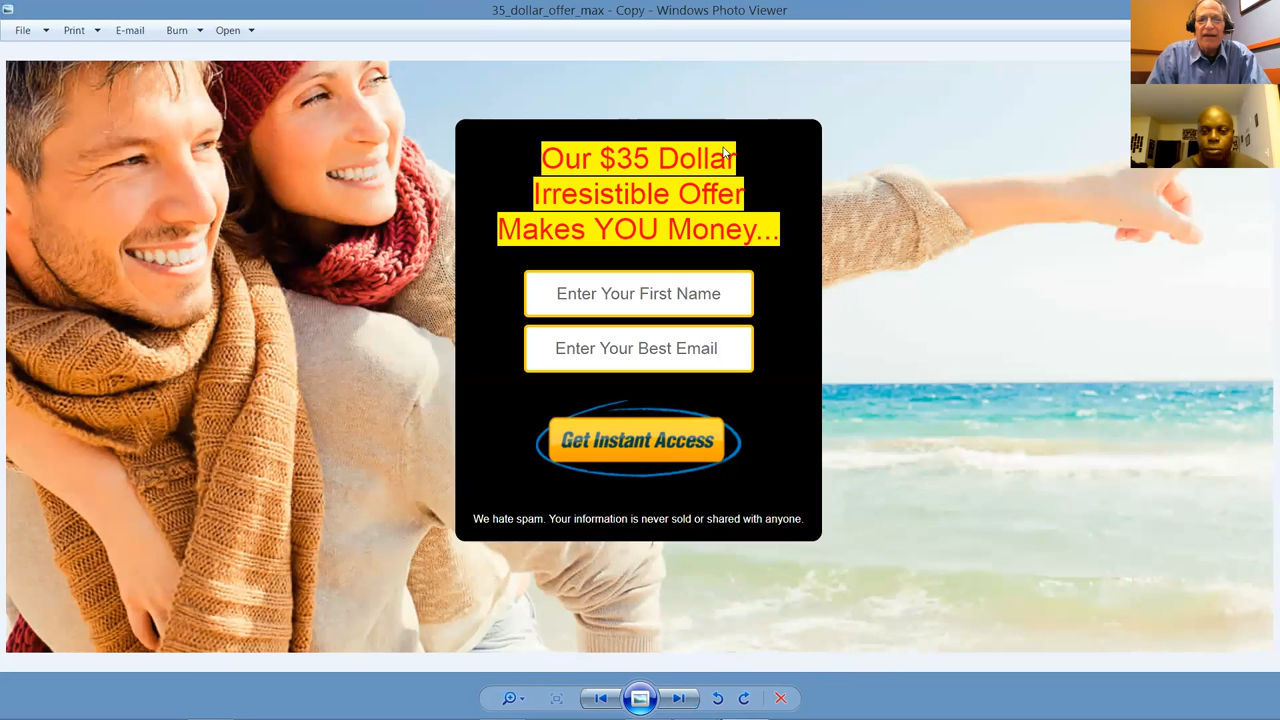 35_dollar_offer_max - Copy - Windows Photo Viewer
File Print E-mail Burn Open
Our $35 Dollar
Irresistible Offer
Makes YOU Money...
Enter Your First Name
Enter Your Best Email
Get Instant Access
We hate spam. Your information is never sold or shared with anyone.